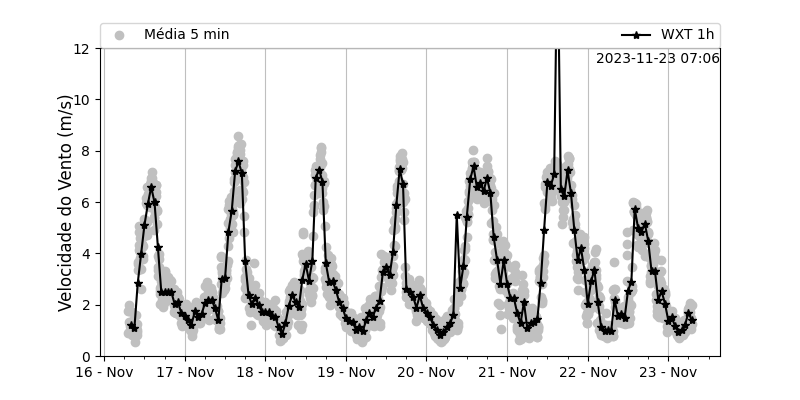 Média 5 min
WXT 1h
2023-11-23 07:06
Velocidade do Vento (m/s)
12
10
8
6
4
2
0
16 - Nov
17 - Nov
18 - Nov
19 - Nov
20 - Nov
21 - Nov
22 - Nov
23 - Nov